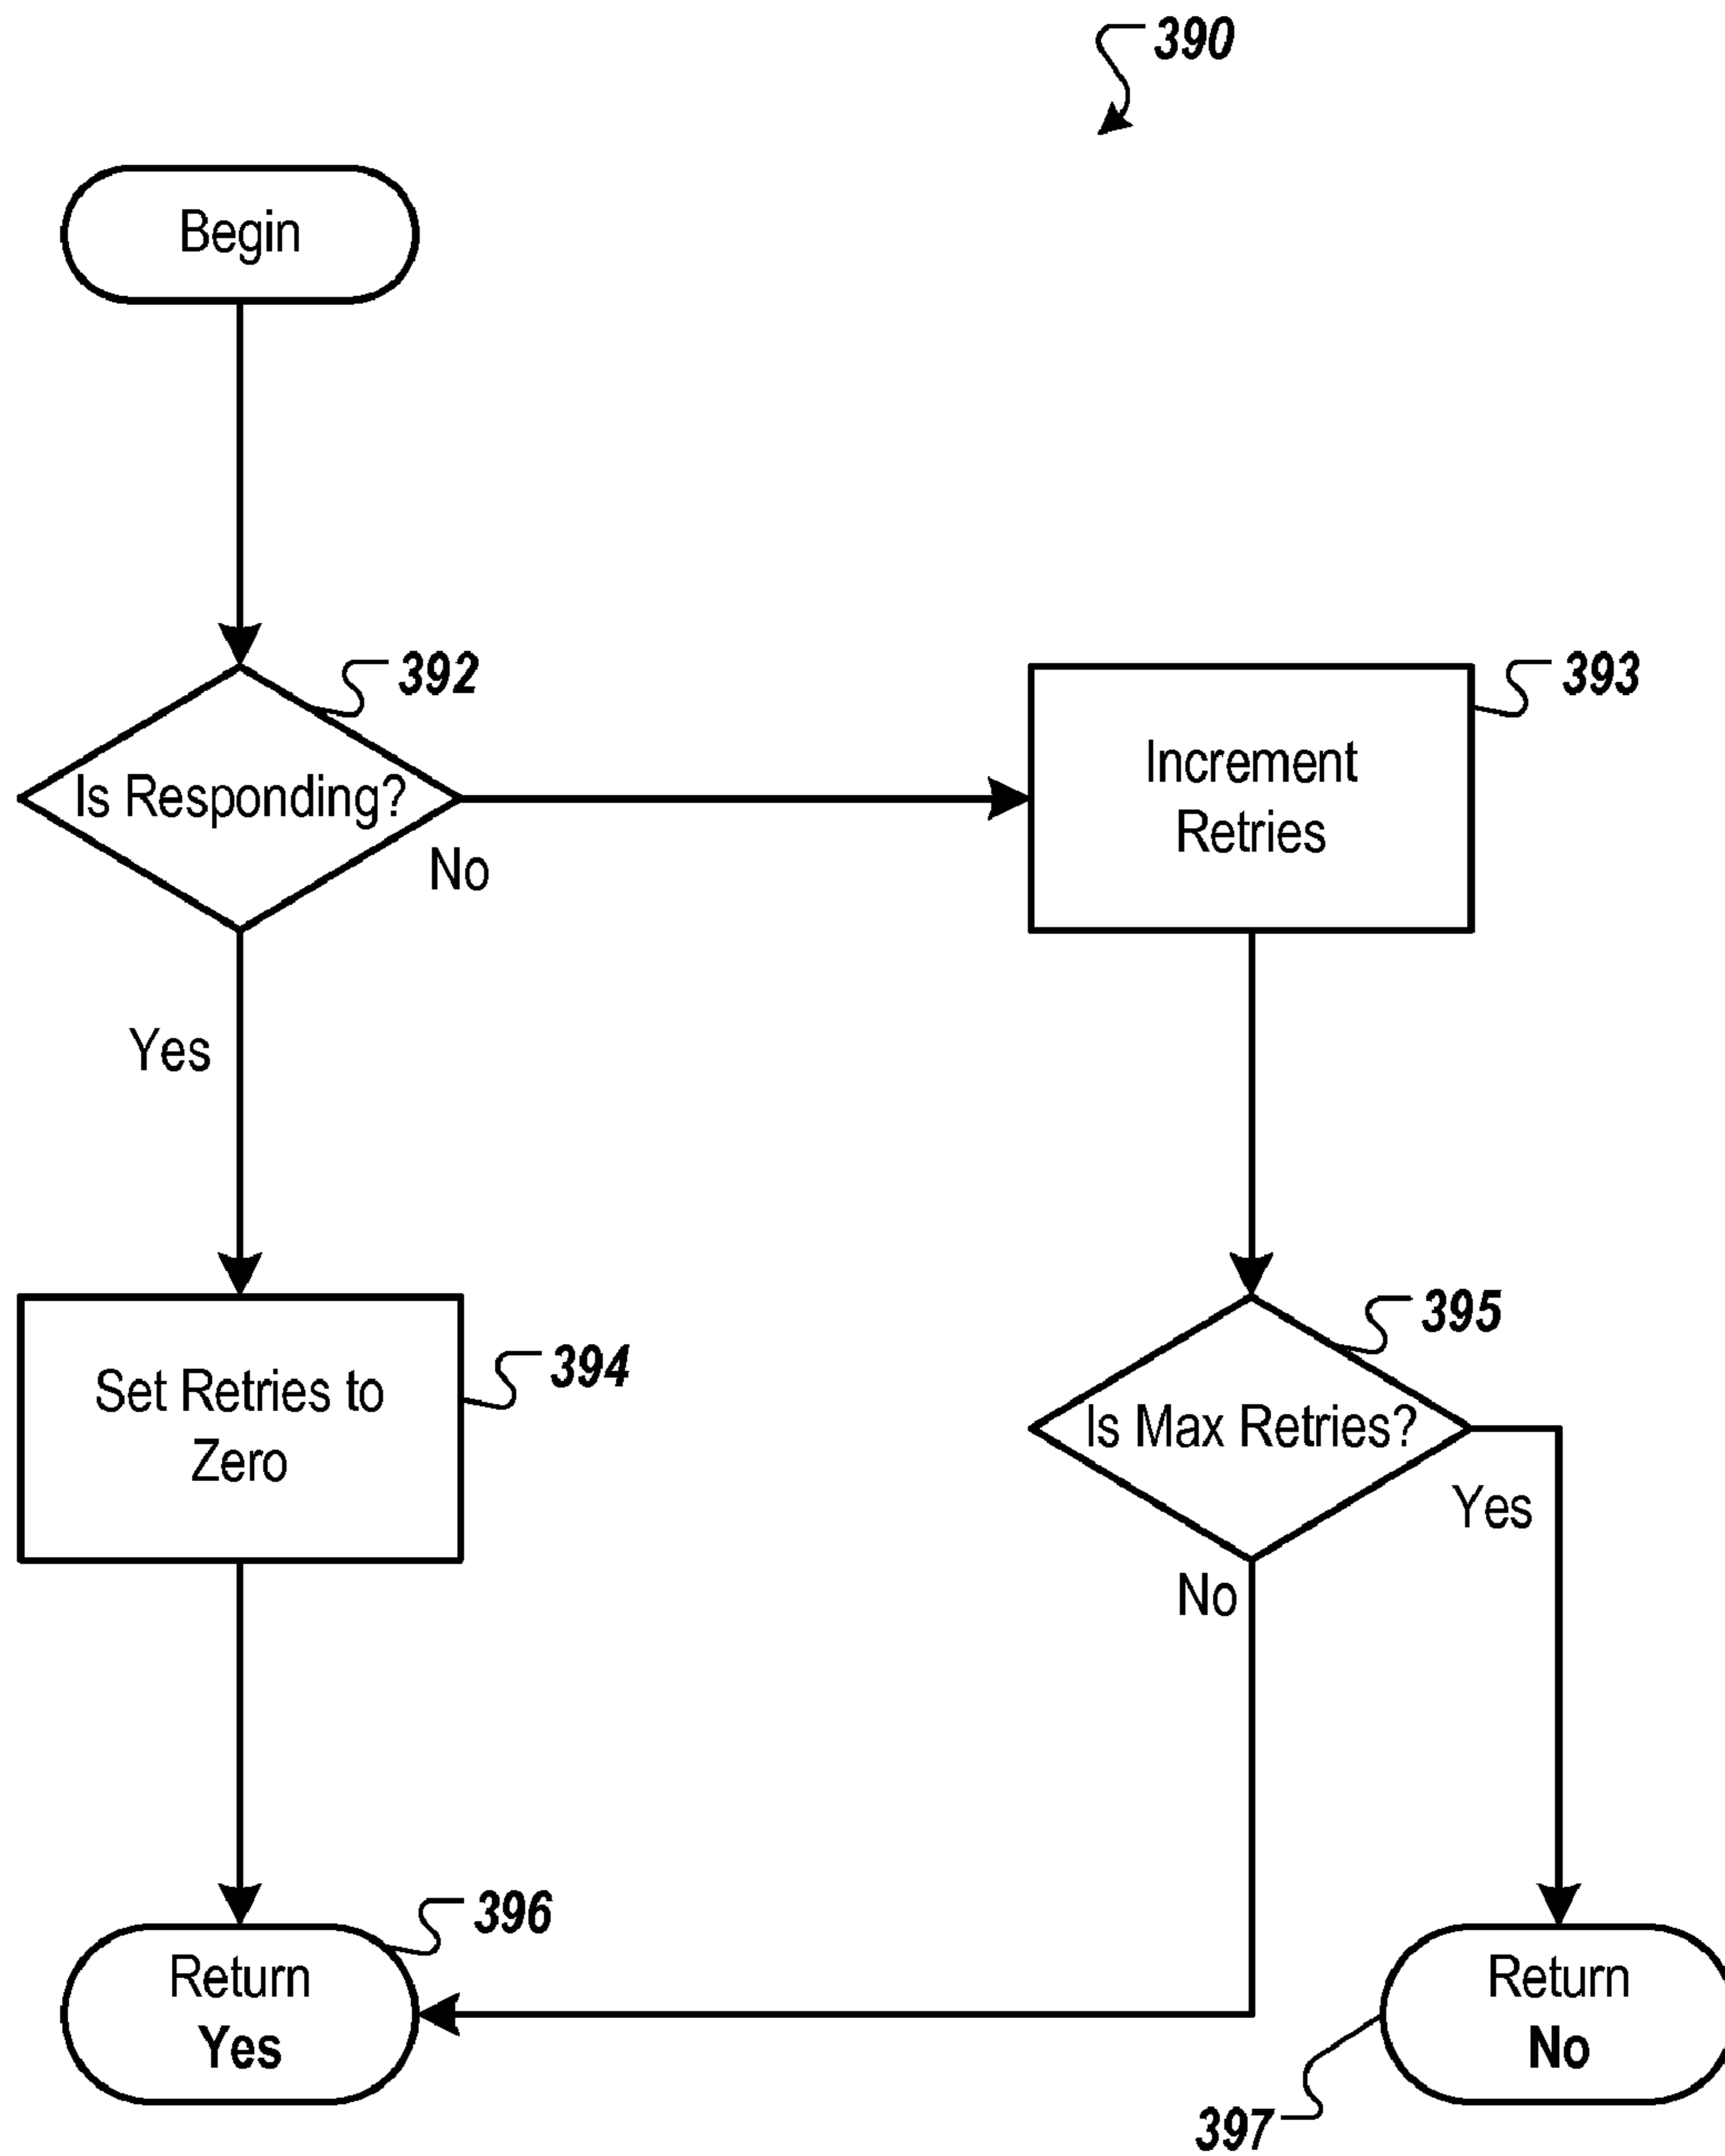 390
Begin
392
Is Responding?
No
Yes
393
Increment
Retries
394
Set Retries to
Zero
395
Is Max Retries?
Yes
No
396
Return
Yes
Return
No
397